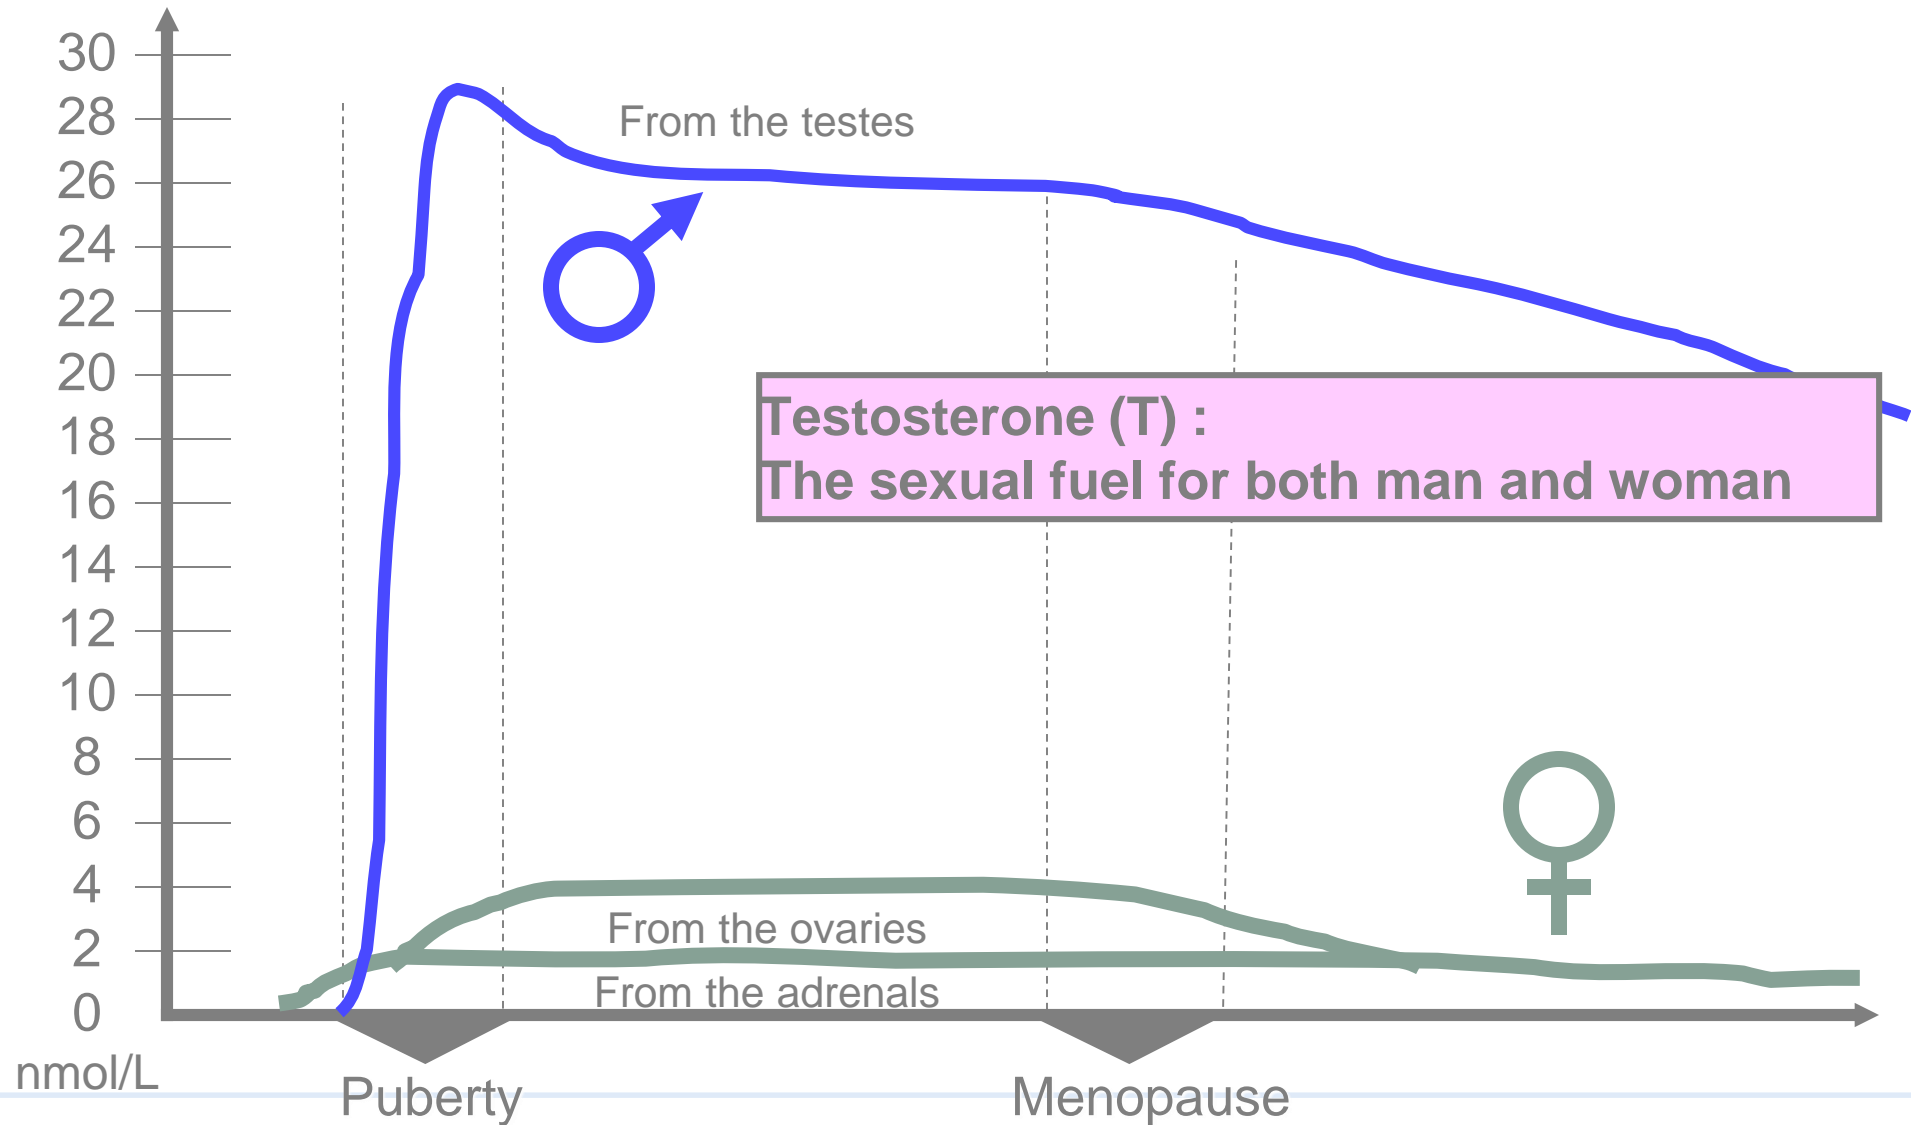 30
28
26
24
22
20
18
16
14
12
10
8
6
4
2
0
nmol/L
From the testes
Testosterone (T) :
The sexual fuel for both man and woman
From the ovaries
From the adrenals
Puberty
Menopause